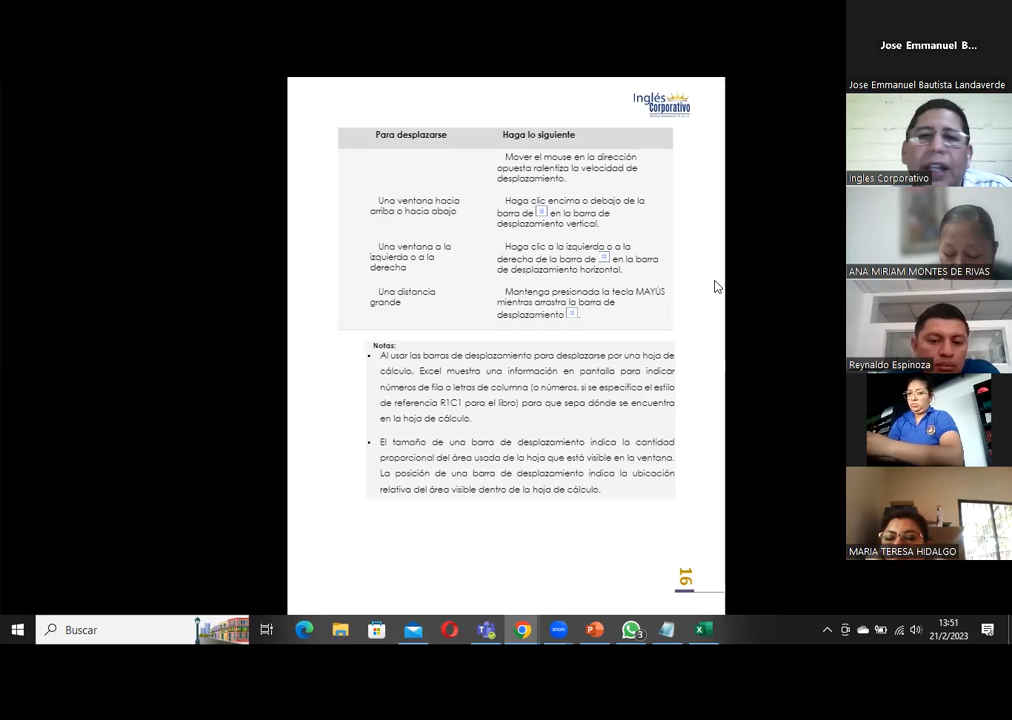 Jose Emmanuel B...
Jose Emmanuel Bautista Landaverde
Inglés
Corporativo
Para desplazarse Haga lo siguiente
Mover el mouse en la dirección
opuesta ralentiza la velocidad de
desplazamiento.
Una ventana hacia
arriba o hacia abajo
Haga clic encima o debajo de la
barra de en la barra de
desplazamiento vertical.
Una ventana a la
izquierda o a la
derecha
Haga clic a la izquierda o a la
derecha de la barra de en la barra
de desplazamiento horizontal.
Una distancia
grande
Mantenga presionada la tecla MAYÚS
mientras arrastra la barra de
desplazamiento .
Notas:
• Al usar las barras de desplazamiento para desplazarse por una hoja de
cálculo, Excel muestra una información en pantalla para indicar
números de fila o letras de columna (o números, si se especifica el estilo
de referencia R1C1 para el libro) para que sepa dónde se encuentra
en la hoja de cálculo.
• El tamaño de una barra de desplazamiento indica la cantidad
proporcional del área usada de la hoja que está visible en la ventana.
La posición de una barra de desplazamiento indica la ubicación
relativa del área visible dentro de la hoja de cálculo.
16
Ingles Corporativo
ANA MIRIAM MONTES DE RIVAS
Reynaldo Espinoza
MARIA TERESA HIDALGO
Buscar
zoom
3
13:51
21/2/2023